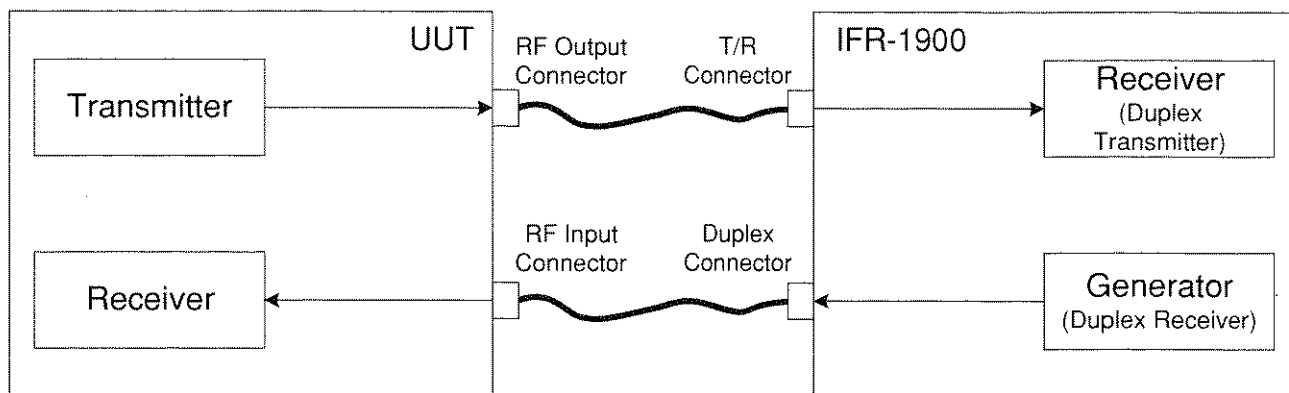 UUT
IFR-1900
RF Output
Connector
T/R
Connector
Transmitter
Receiver
(Duplex
Transmitter)
RF Input
Connector
Duplex
Connector
Receiver
Generator
(Duplex Receiver)